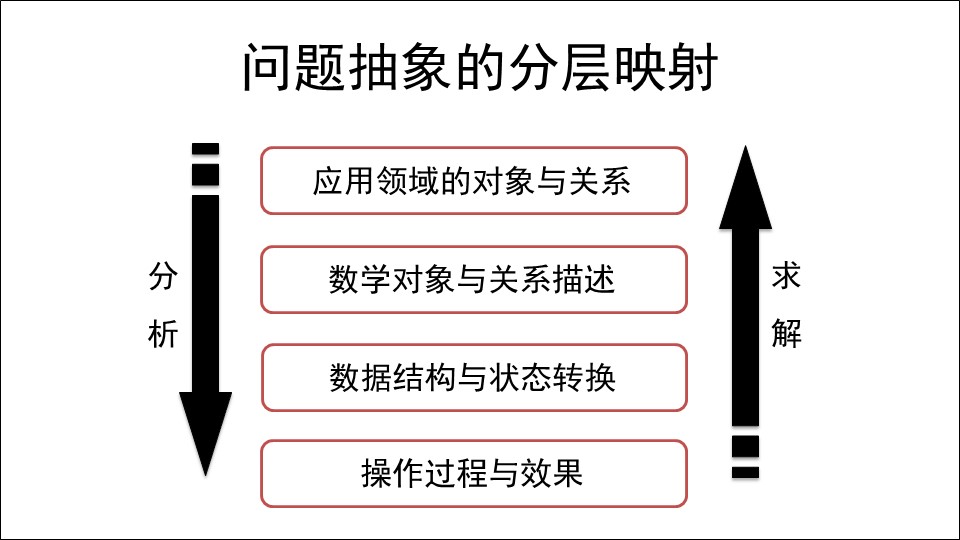 问题抽象的分层映射
应用领域的对象与关系
数学对象与关系描述
数据结构与状态转换
操作过程与效果
分
析
求
解